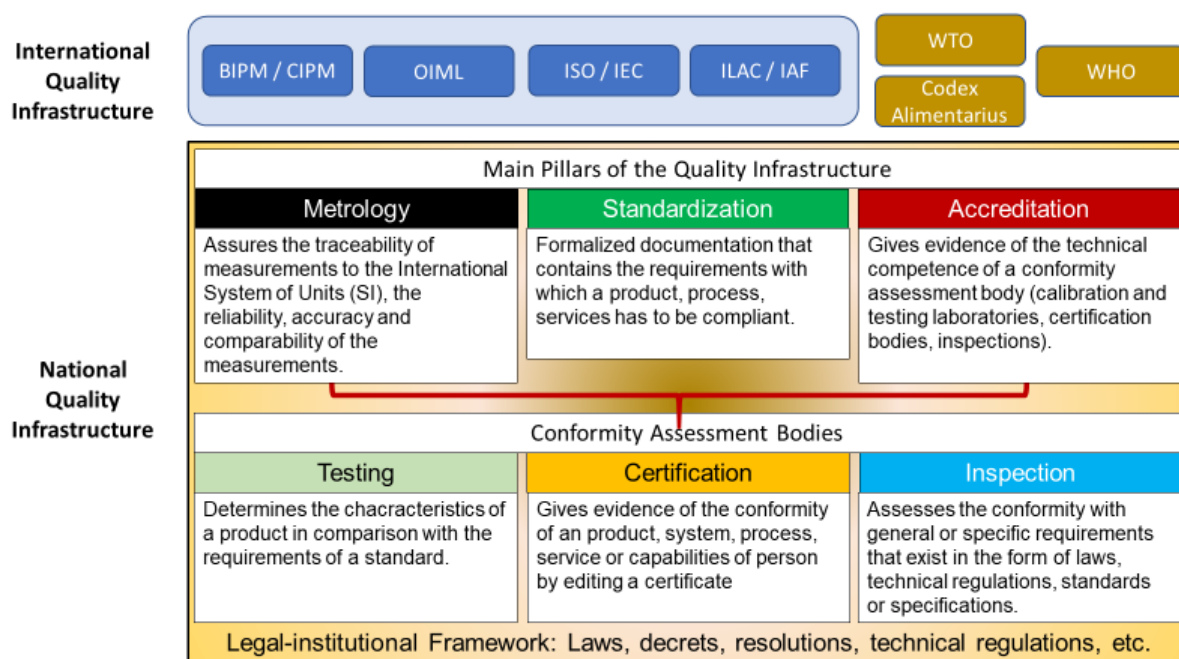 International
Quality
Infrastructure
BIPM / CIPM
OIML
ISO / IEC
ILAC / IAF
WTO
Codex
Alimentarius
WHO
National
Quality
Infrastructure
Main Pillars of the Quality Infrastructure
Metrology
Assures the traceability of
measurements to the International
System of Units (SI), the
reliability, accuracy and
comparability of the
measurements.
Standardization
Formalized documentation that
contains the requirements with
which a product, process,
services has to be compliant.
Accreditation
Gives evidence of the technical
competence of a conformity
assessment body (calibration and
testing laboratories, certification
bodies, inspections).
Conformity Assessment Bodies
Testing
Determines the chacracteristics of
a product in comparison with the
requirements of a standard.
Certification
Gives evidence of the conformity
of an product, system, process,
service or capabilities of person
by editing a certificate
Inspection
Assesses the conformity with
general or specific requirements
that exist in the form of laws,
technical regulations, standards
or specifications.
Legal-institutional Framework: Laws, decrets, resolutions, technical regulations, etc.